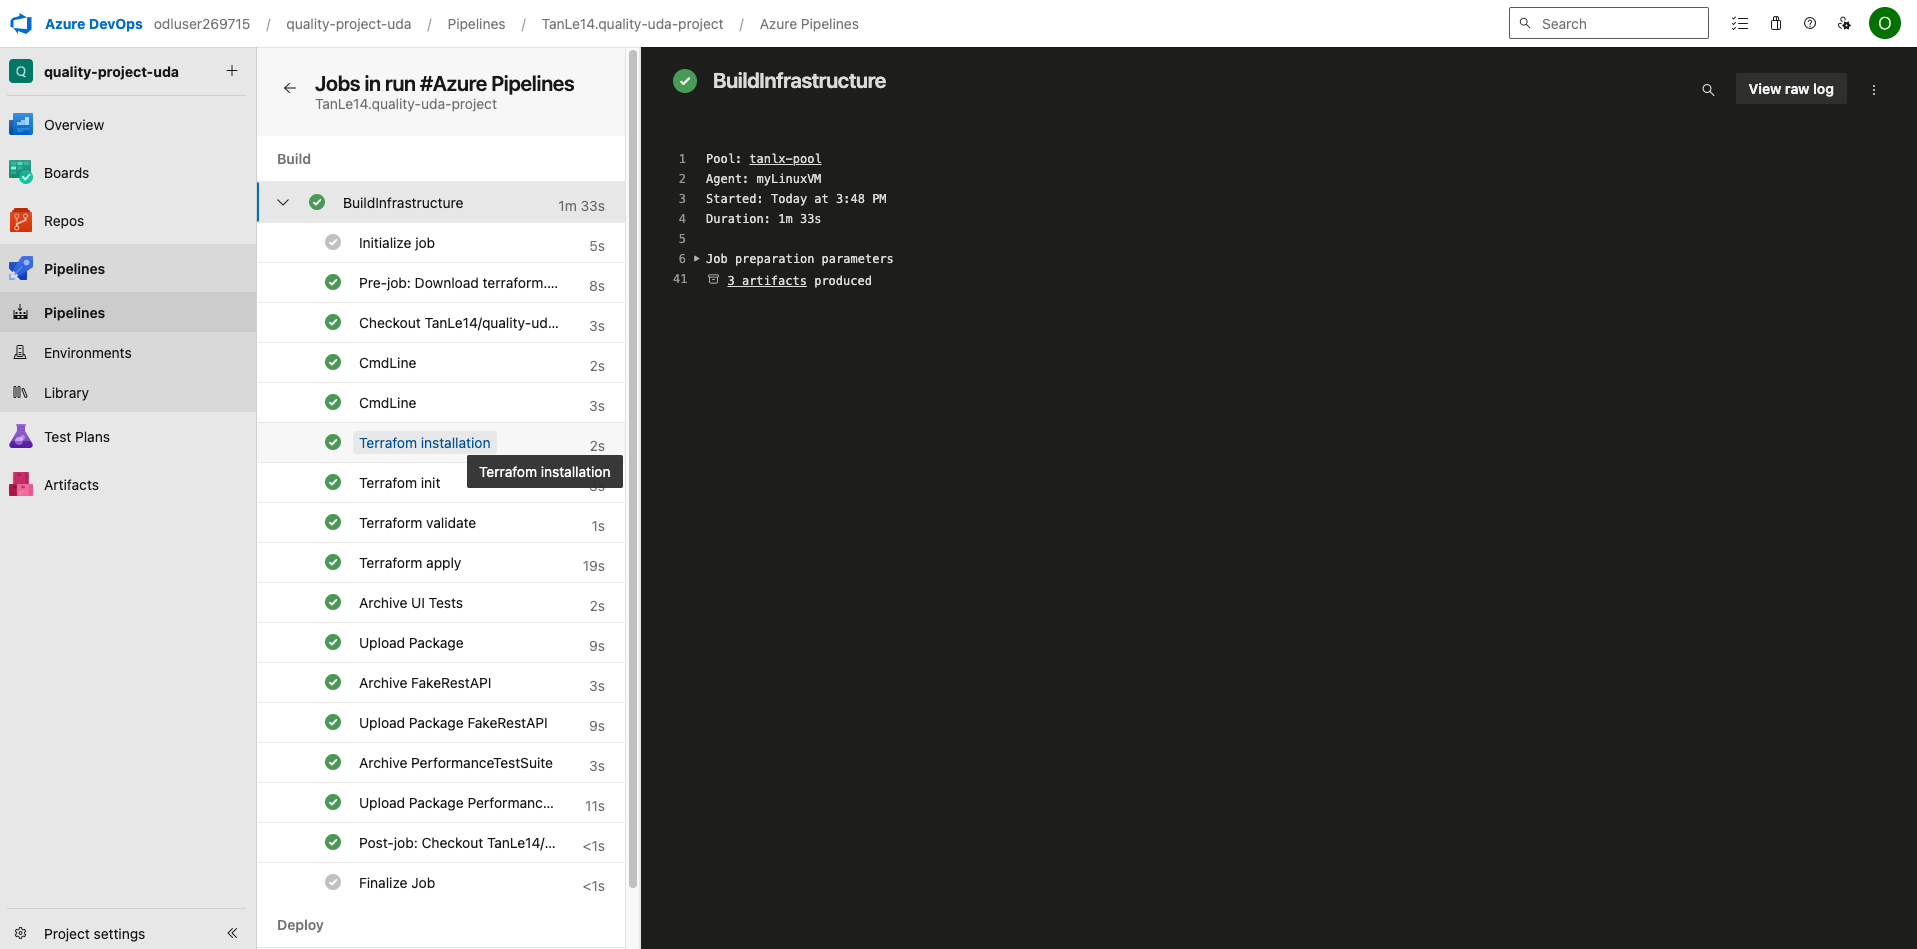 Azure DevOps odluser269715 / quality-project-uda / Pipelines / TanLe14.quality-uda-project / Azure Pipelines
Search
O
Q quality-project-uda
Overview
Boards
Repos
Pipelines
Pipelines
Environments
Library
Test Plans
Artifacts
Project settings
Jobs in run #Azure Pipelines
TanLe14.quality-uda-project
Build
BuildInfrastructure 1m 33s
Initialize job 5s
Pre-job: Download terraform.... 8s
Checkout TanLe14/quality-ud... 3s
CmdLine 2s
CmdLine 3s
Terrafom installation 2s
Terrafom installation
Terrafom init
Terraform validate 1s
Terraform apply 19s
Archive UI Tests 2s
Upload Package 9s
Archive FakeRestAPI 3s
Upload Package FakeRestAPI 9s
Archive PerformanceTestSuite 3s
Upload Package Performanc... 11s
Post-job: Checkout TanLe14/... <1s
Finalize Job <1s
Deploy
BuildInfrastructure
View raw log
1 Pool: tanlx-pool
2 Agent: myLinuxVM
3 Started: Today at 3:48 PM
4 Duration: 1m 33s
5
6 Job preparation parameters
41 3 artifacts produced